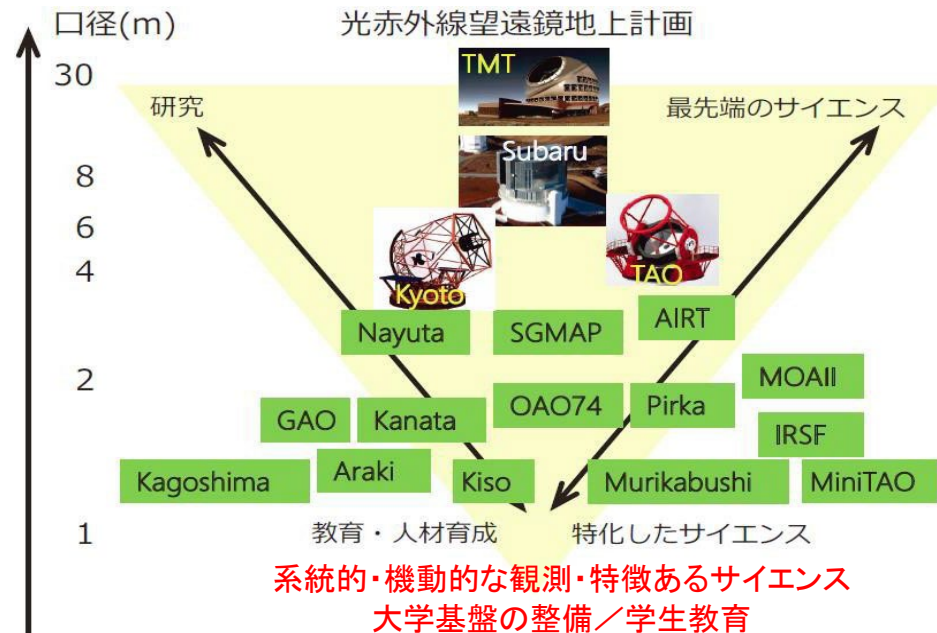 口径(m)
光赤外線望遠鏡地上計画
TMT
30
研究
最先端のサイエンス
Subaru
8
6
4
Kyoto
TAO
Nayuta
SGMAP
AIRT
2
MOAII
GAO
Kanata
OAO74
Pirka
IRSF
Kagoshima
Araki
Kiso
Murikabushi
MiniTAO
1
教育・人材育成
特化したサイエンス
系統的・機動的な観測・特徴あるサイエンス
大学基盤の整備／学生教育